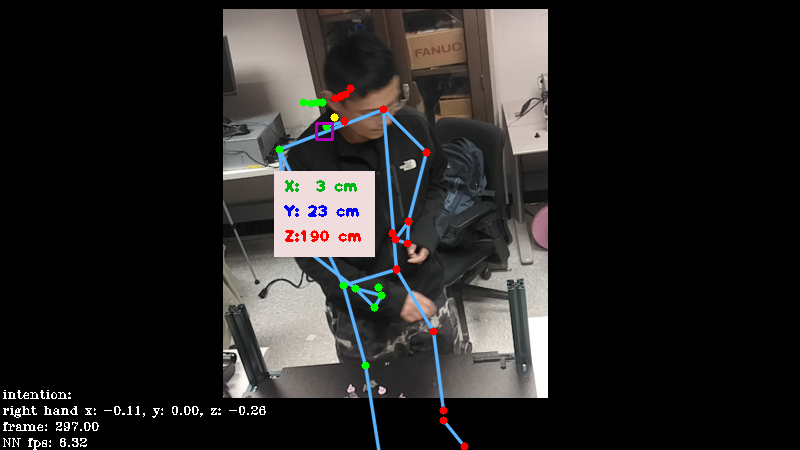 FANUC
X: 3 cm
Y: 23 cm
Z:190 cm
intention:
right hand x: -0.11, y: 0.00, z: -0.26
frame: 297.00
NN fps: 6.32